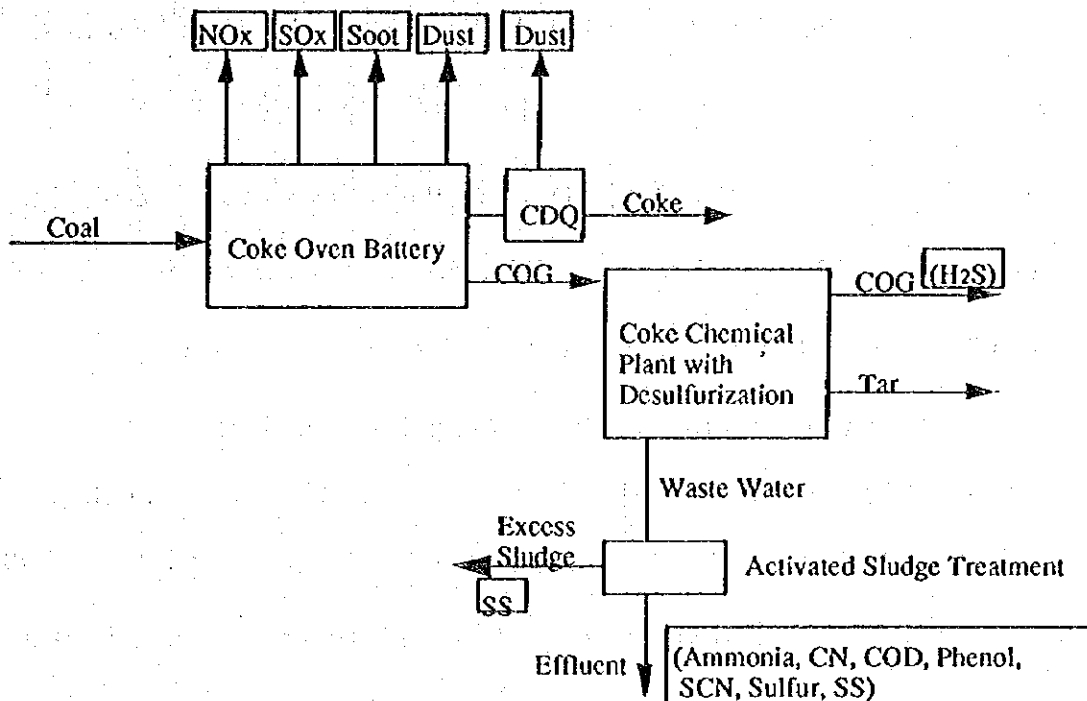 NOx SOx Soot Dust Dust
Coal
Coke Oven Battery
CDQ
Coke
COG
COG (H2S)
Coke Chemical
Plant with
Desulfurization
Tar
Waste Water
Excess
Sludge
SS
Activated Sludge Treatment
Effluent
(Ammonia, CN, COD, Phenol,
SCN, Sulfur, SS)